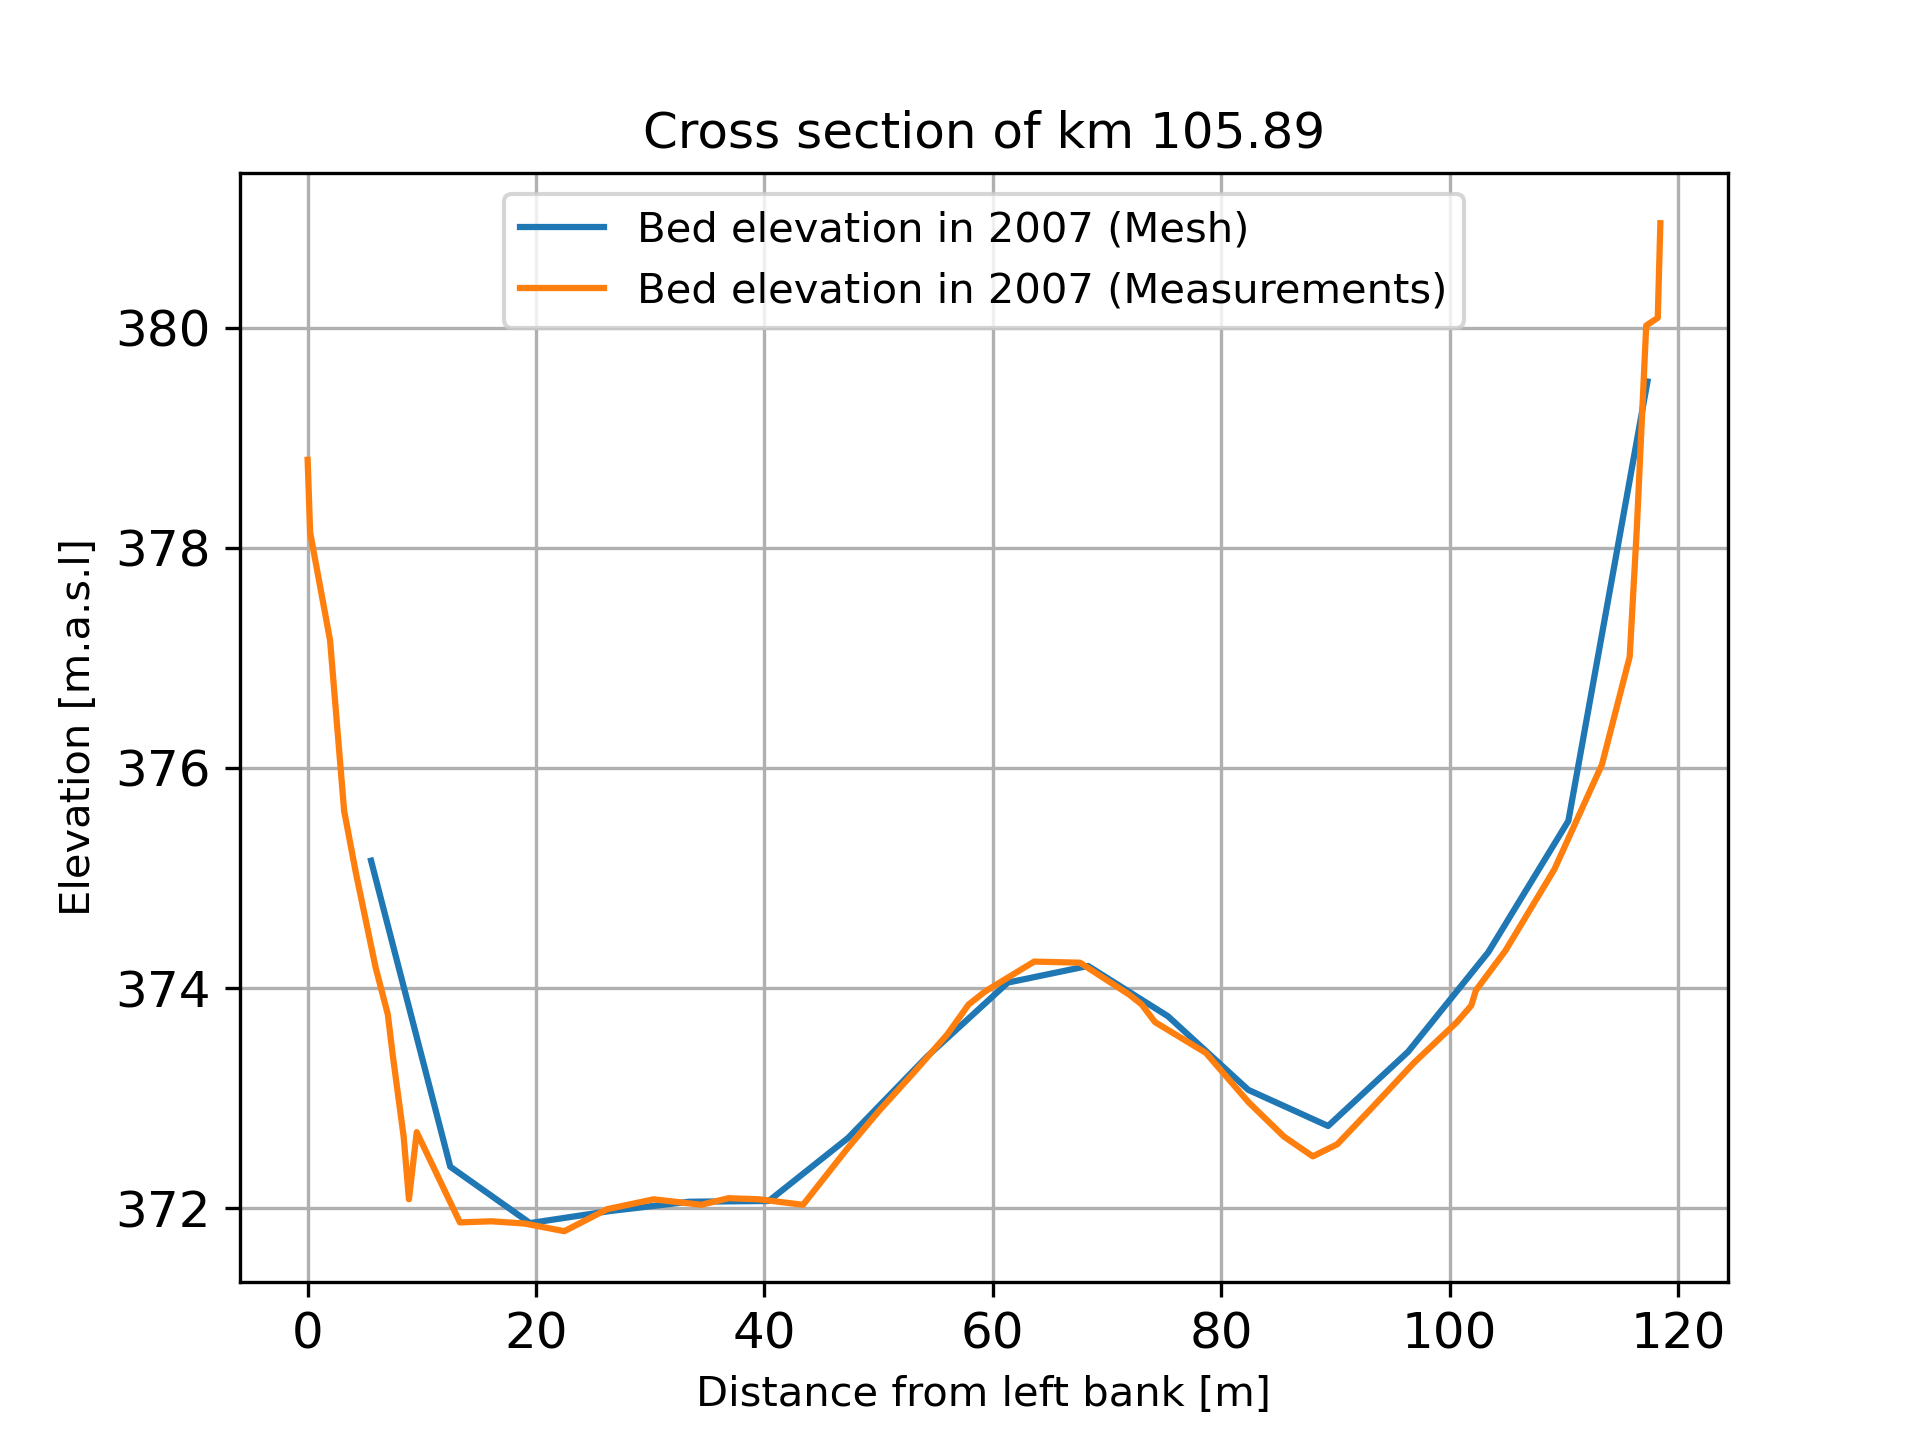 Cross section of km 105.89
Bed elevation in 2007 (Mesh)
Bed elevation in 2007 (Measurements)
380
378
376
374
372
Elevation [m.a.s.l]
0 20 40 60 80 100 120
Distance from left bank [m]